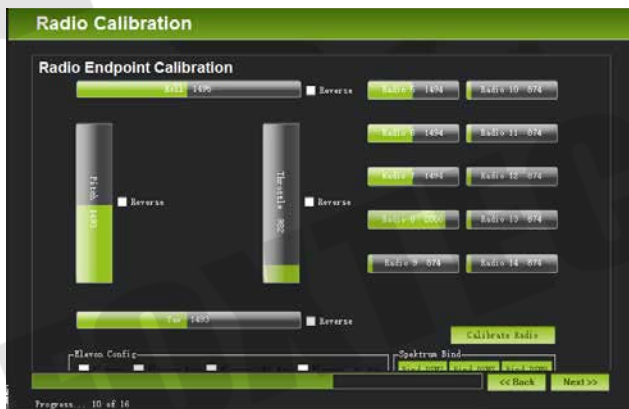 Radio Calibration
Radio Endpoint Calibration
Roll 1495
Reverse
Radio 5 1494
Radio 10 874
Pitch 1493
Reverse
Throttle 982
Reverse
Radio 6 1494
Radio 11 874
Radio 7 1494
Radio 12 874
Radio 8 2000
Radio 13 874
Radio 9 874
Radio 14 874
Yaw 1493
Reverse
Calibrate Radio
Elevon Config
Spektrum Bind
<< Back
Next >>
Progress... 10 of 16